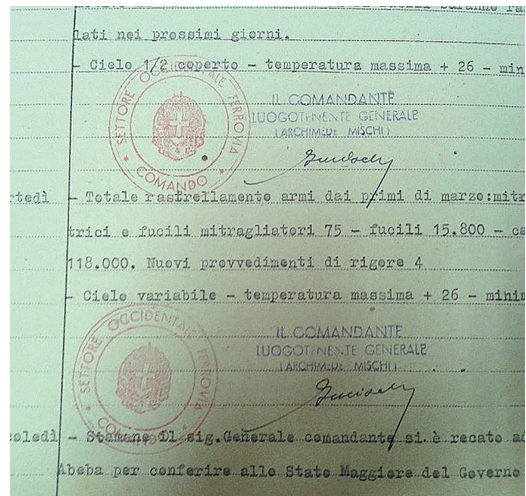 lati nei prossimi giorni.
- Cielo 1/2 coperto - temperatura massima + 26 - min
SETTORE OCCIDENTALE FERROVIA
COMANDO
IL COMANDANTE
LUOGOTENENTE GENERALE
(ARCHIMEDE MISCHI)
rtedì - Totale rastrellamento armi dai primi di marzo:mitr
trici e fucili mitragliatori 75 - fucili 15.800 - ca
118.000. Nuovi provvedimenti di rigore 4
- Cielo variabile - temperatura massima + 26 - minim
SETTORE OCCIDENTALE FERROVIA
COMANDO
IL COMANDANTE
LUOGOTENENTE GENERALE
(ARCHIMEDE MISCHI)
coledì - Stamane il sig.Generale comandante si è recato ad
Abeba per conferire allo Stato Maggiore del Governo